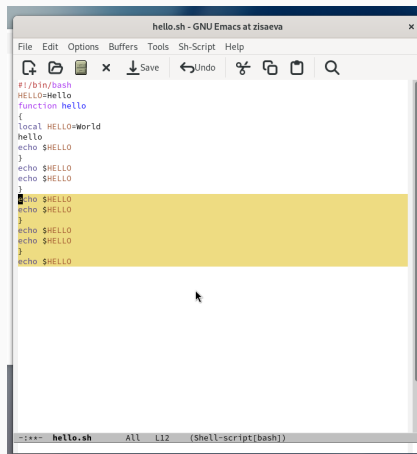 hello.sh - GNU Emacs at zisaeva ×
File Edit Options Buffers Tools Sh-Script Help
Save Undo
#!/bin/bash
HELLO=Hello
function hello
{
local HELLO=World
hello
echo $HELLO
}
echo $HELLO
echo $HELLO
}
echo $HELLO
echo $HELLO
}
echo $HELLO
echo $HELLO
}
echo $HELLO
-:**- hello.sh All L12 (Shell-script[bash])